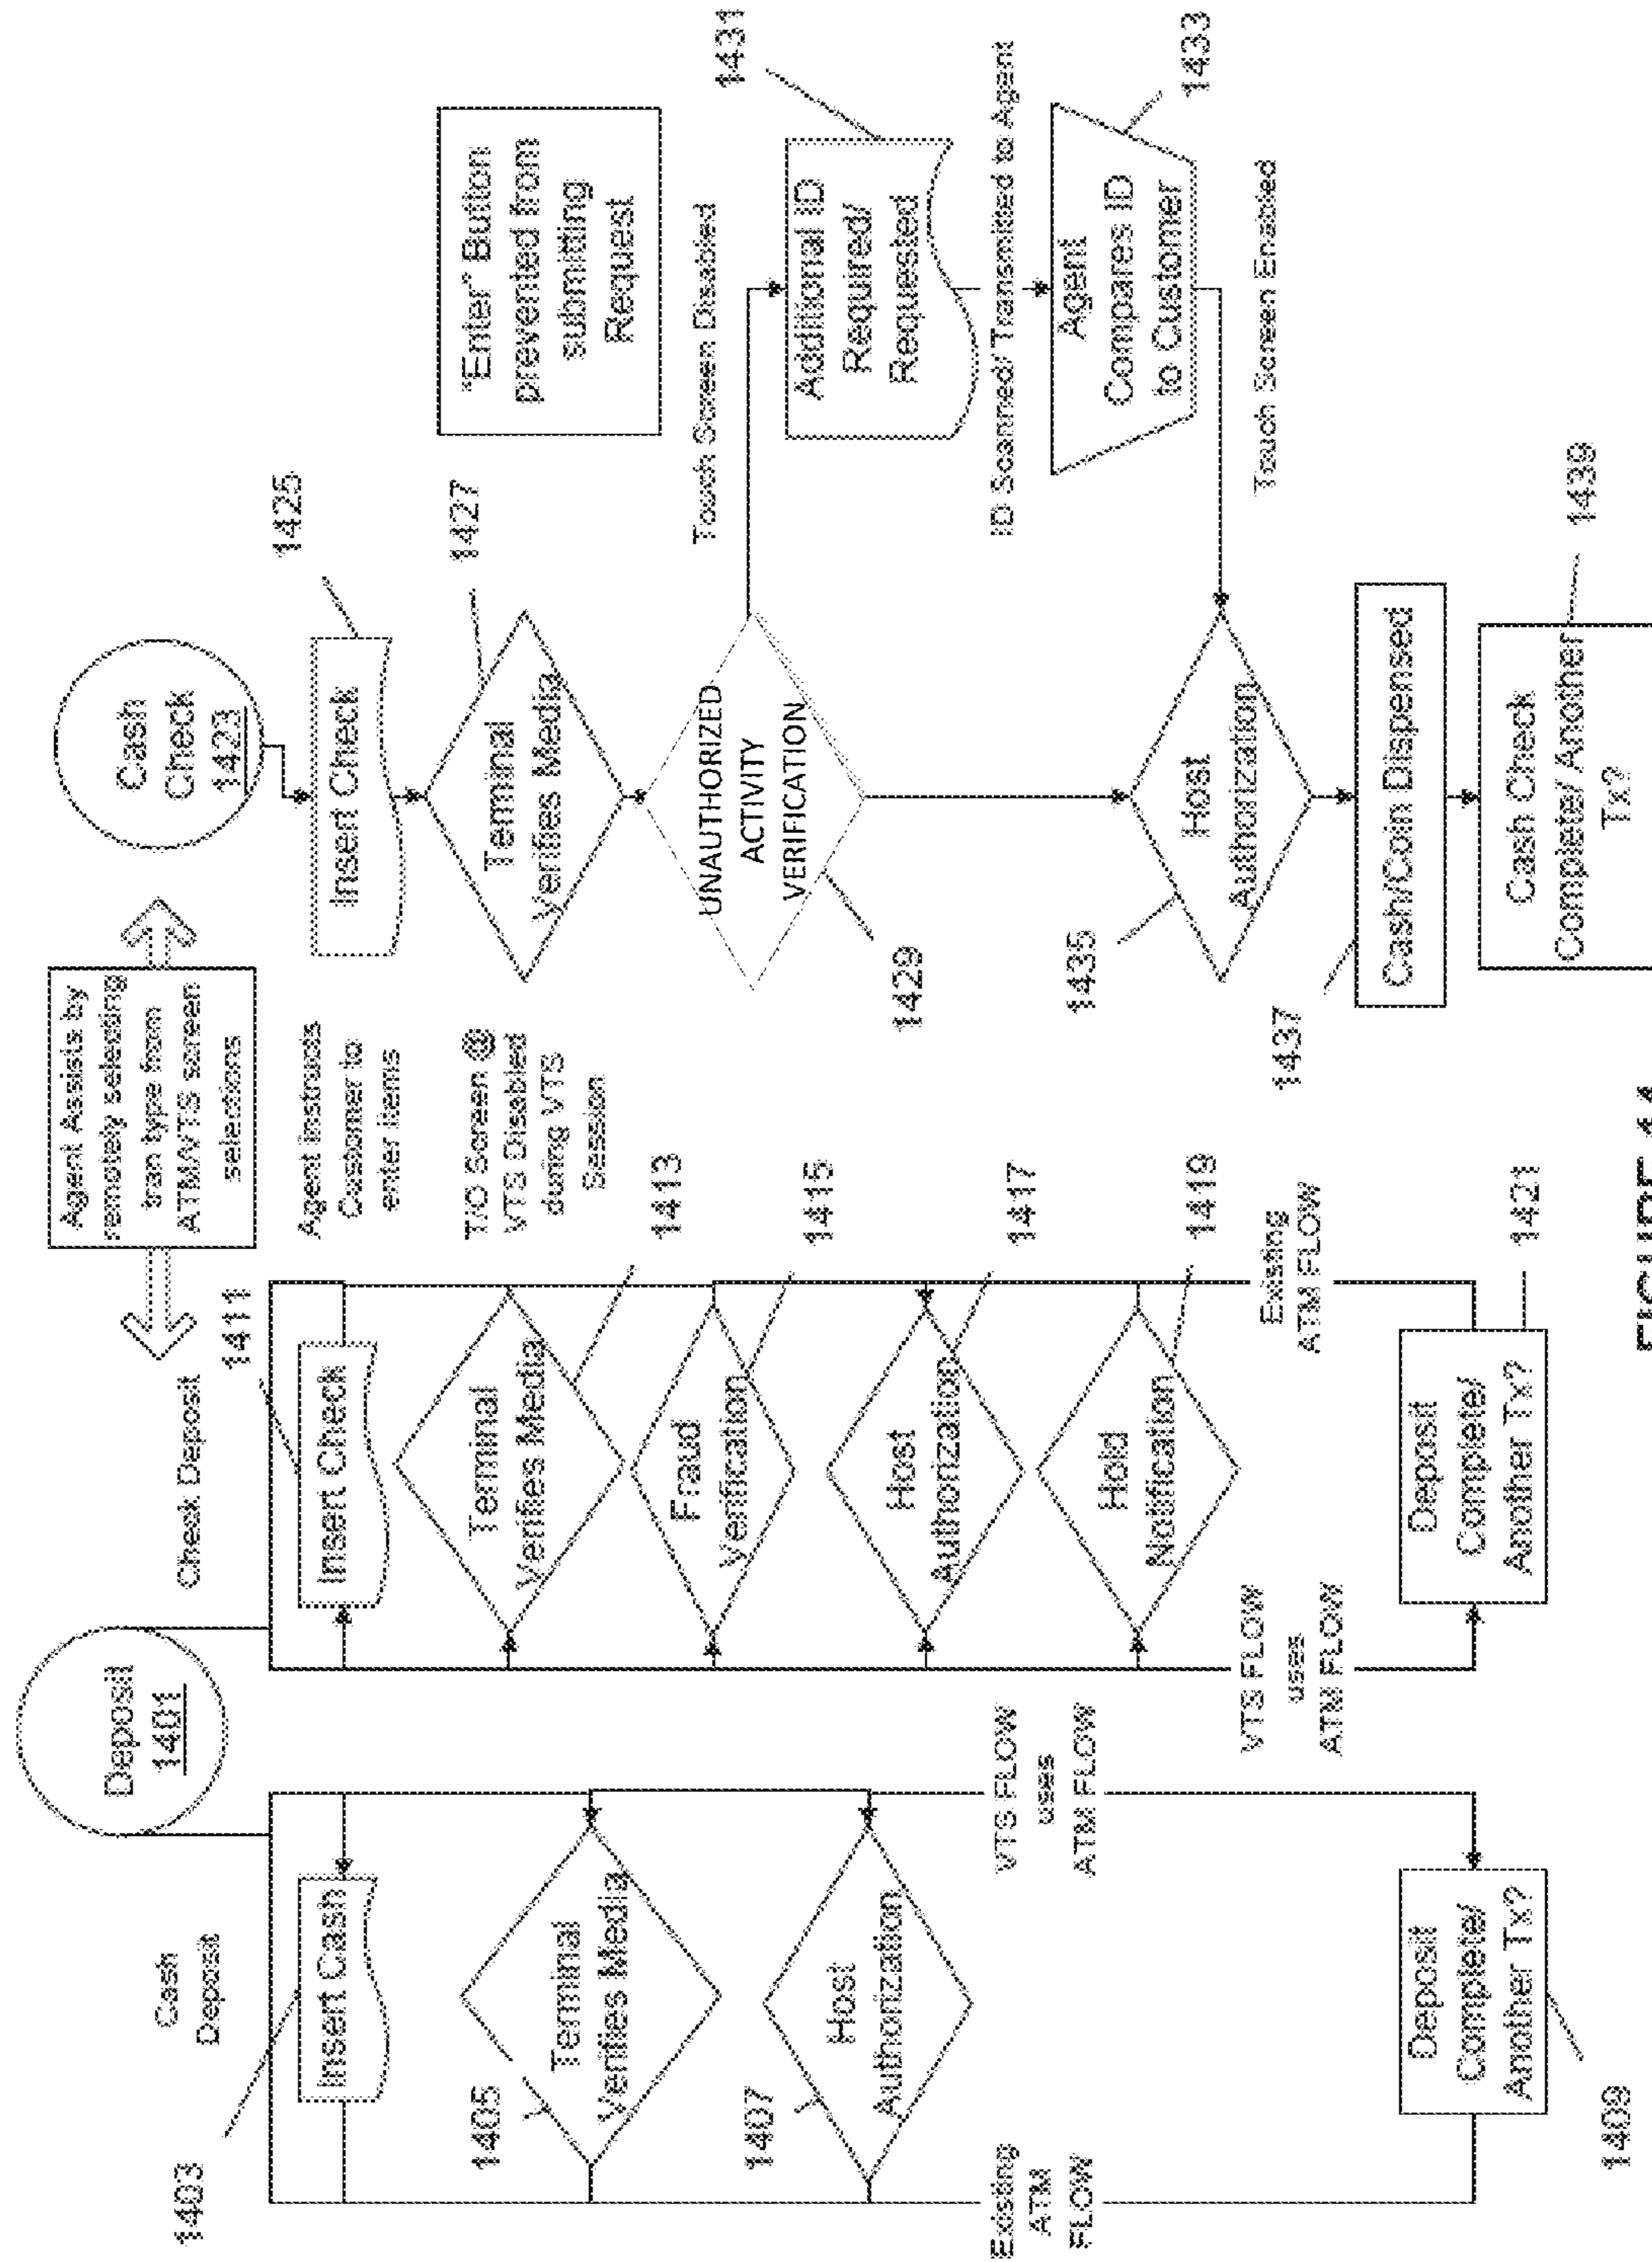 Deposit
1401
Cash
Deposit
1403
Insert Cash
1405
Terminal
Verifies Media
1407
Host
Authorization
Existing
ATM
FLOW
VTS FLOW
uses
ATM FLOW
Deposit
Complete/
Another Tx?
1409
Check Deposit
1411
Insert Check
Terminal
Verifies Media
1413
Fraud
Verification
1415
Host
Authorization
1417
Hold
Notification
1419
VTS FLOW
uses
ATM FLOW
Existing
ATM FLOW
Deposit
Complete/
Another Tx?
1421
Agent Assists by
remotely selecting
tran type from
ATM/VTS screen
selections
Agent instructs
Customer to
enter items
T/O Screen @
VTS Disabled
during VTS
Session
Cash
Check
1423
Insert Check
1425
Terminal
Verifies Media
1427
UNAUTHORIZED
ACTIVITY
VERIFICATION
1429
"Enter" Button
prevented from
submitting
Request
Touch Screen Disabled
Additional ID
Required/
Requested
1431
ID Scanned/Transmitted to Agent
Agent
Compares ID
to Customer
1433
Touch Screen Enabled
Host
Authorization
1435
Cash/Coin Dispensed
1437
Cash Check
Complete/ Another
Tx?
1439
FIGURE 14